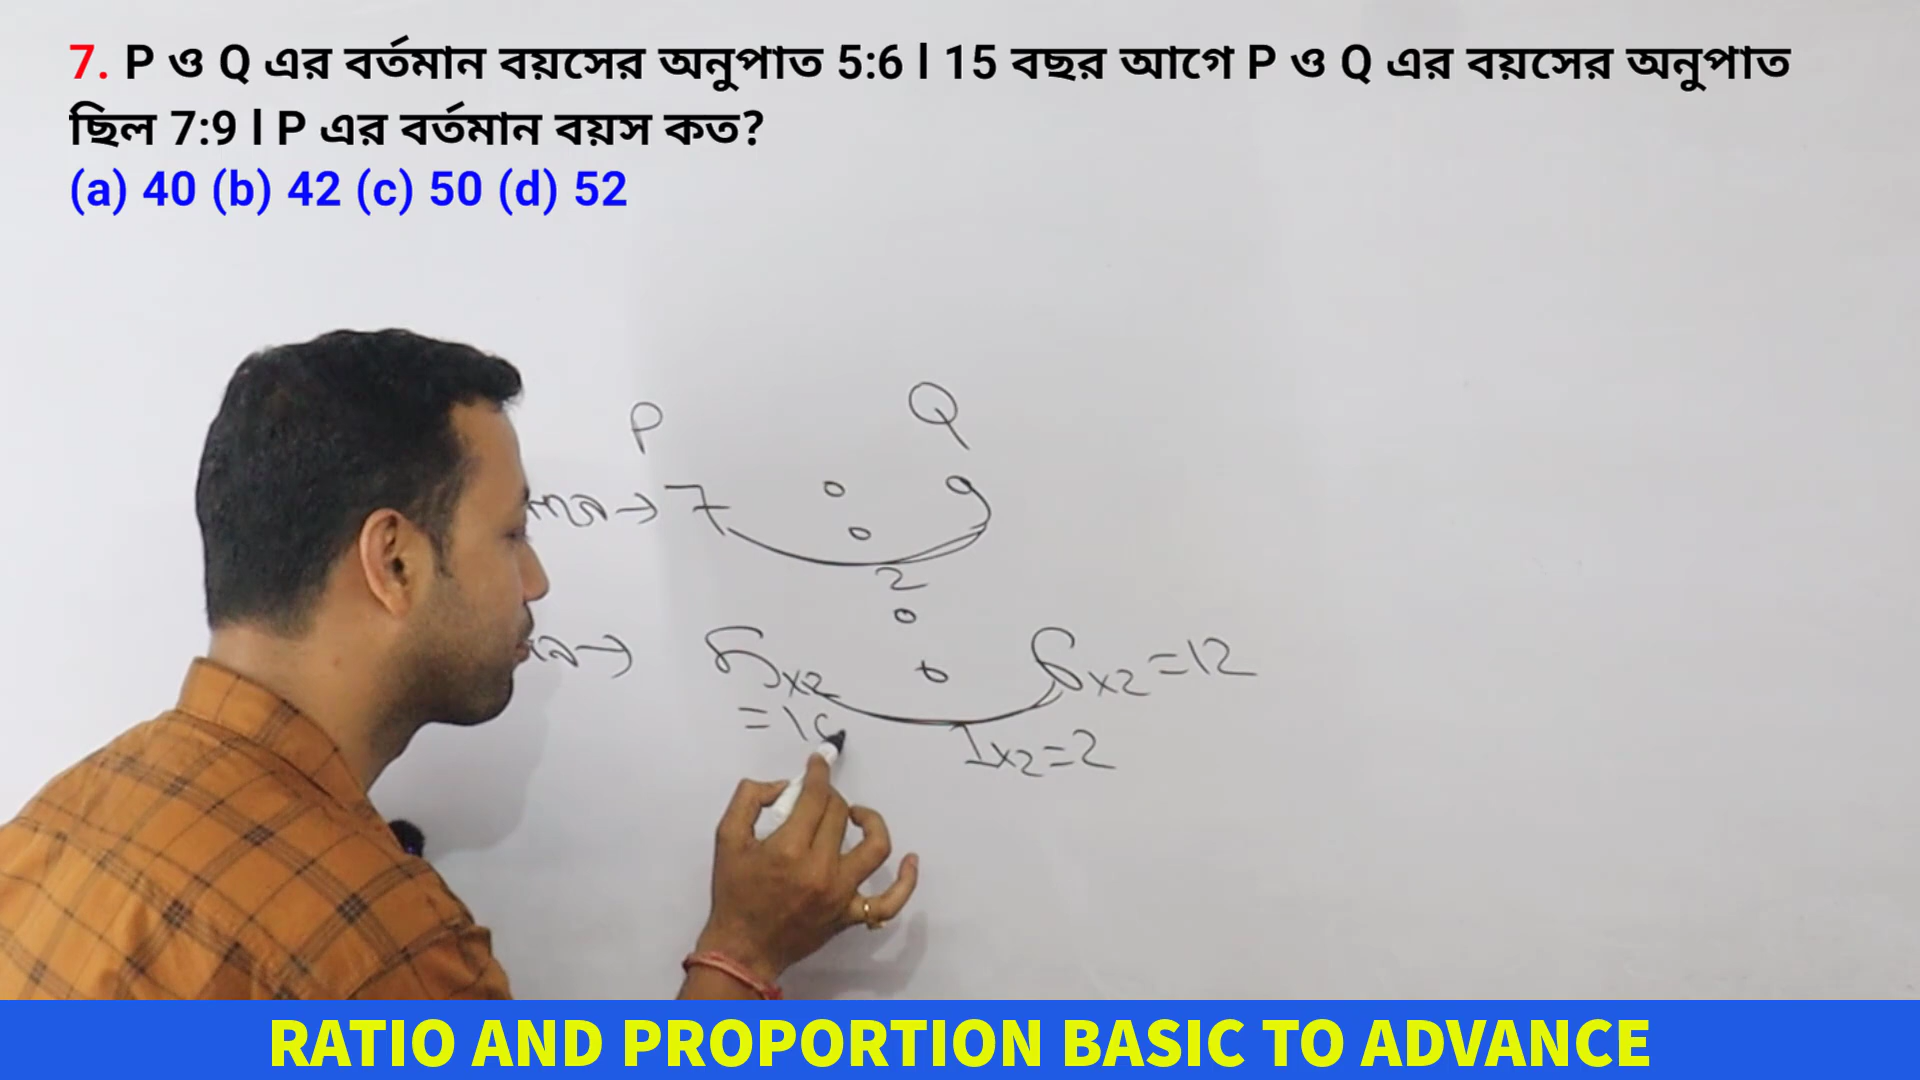 7. P ও Q এর বর্তমান বয়সের অনুপাত 5:6 l 15 বছর আগে P ও Q এর বয়সের অনুপাত
ছিল 7:9 l P এর বর্তমান বয়স কত?
(a) 40 (b) 42 (c) 50 (d) 52
P Q
→ 7 : 9
2
→ 5x2 : 6x2 =12
=10
1x2=2
RATIO AND PROPORTION BASIC TO ADVANCE